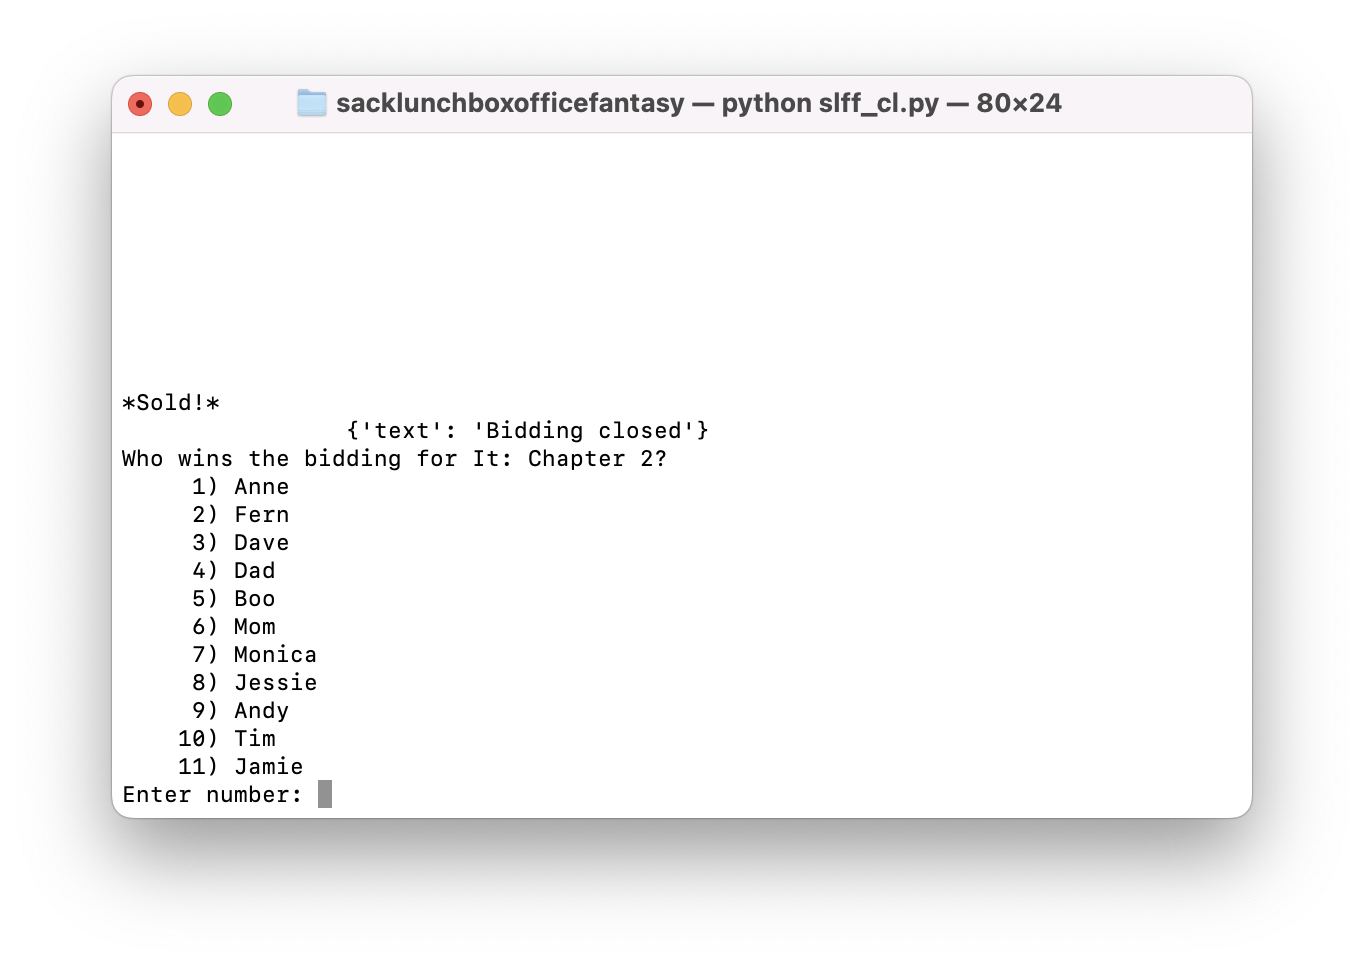 sacklunchboxofficefantasy — python slff_cl.py — 80×24
*Sold!*
{'text': 'Bidding closed'}
Who wins the bidding for It: Chapter 2?
1) Anne
2) Fern
3) Dave
4) Dad
5) Boo
6) Mom
7) Monica
8) Jessie
9) Andy
10) Tim
11) Jamie
Enter number: